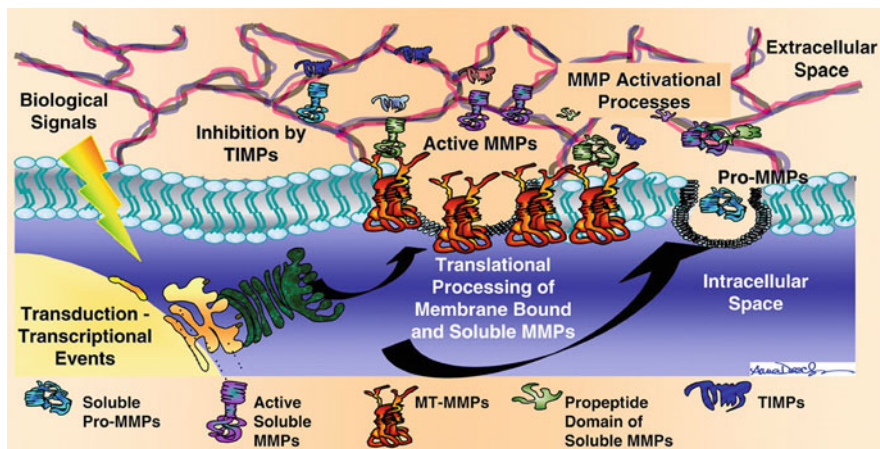 Biological
Signals
Inhibition by
TIMPs
Active MMPs
MMP Activational
Processes
Extracellular
Space
Pro-MMPs
Translational
Processing of
Membrane Bound
and Soluble MMPs
Intracellular
Space
Transduction -
Transcriptional
Events
Soluble
Pro-MMPs
Active
Soluble
MMPs
MT-MMPs
Propeptide
Domain of
Soluble MMPs
TIMPs